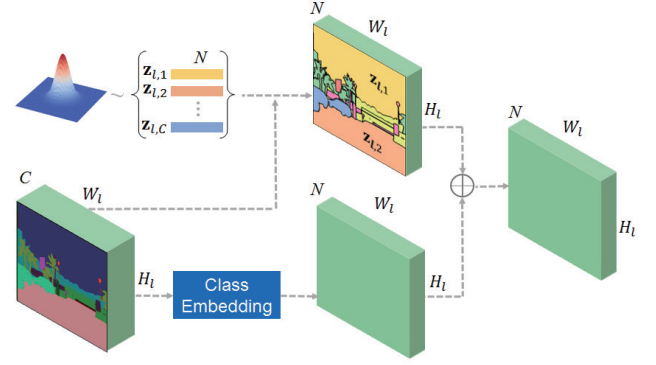 N
W_l
N
z_{l,1}
z_{l,2}
⋮
z_{l,C}
~
z_{l,1}
z_{l,2}
H_l
N
W_l
H_l
C
W_l
H_l
Class
Embedding
N
W_l
H_l